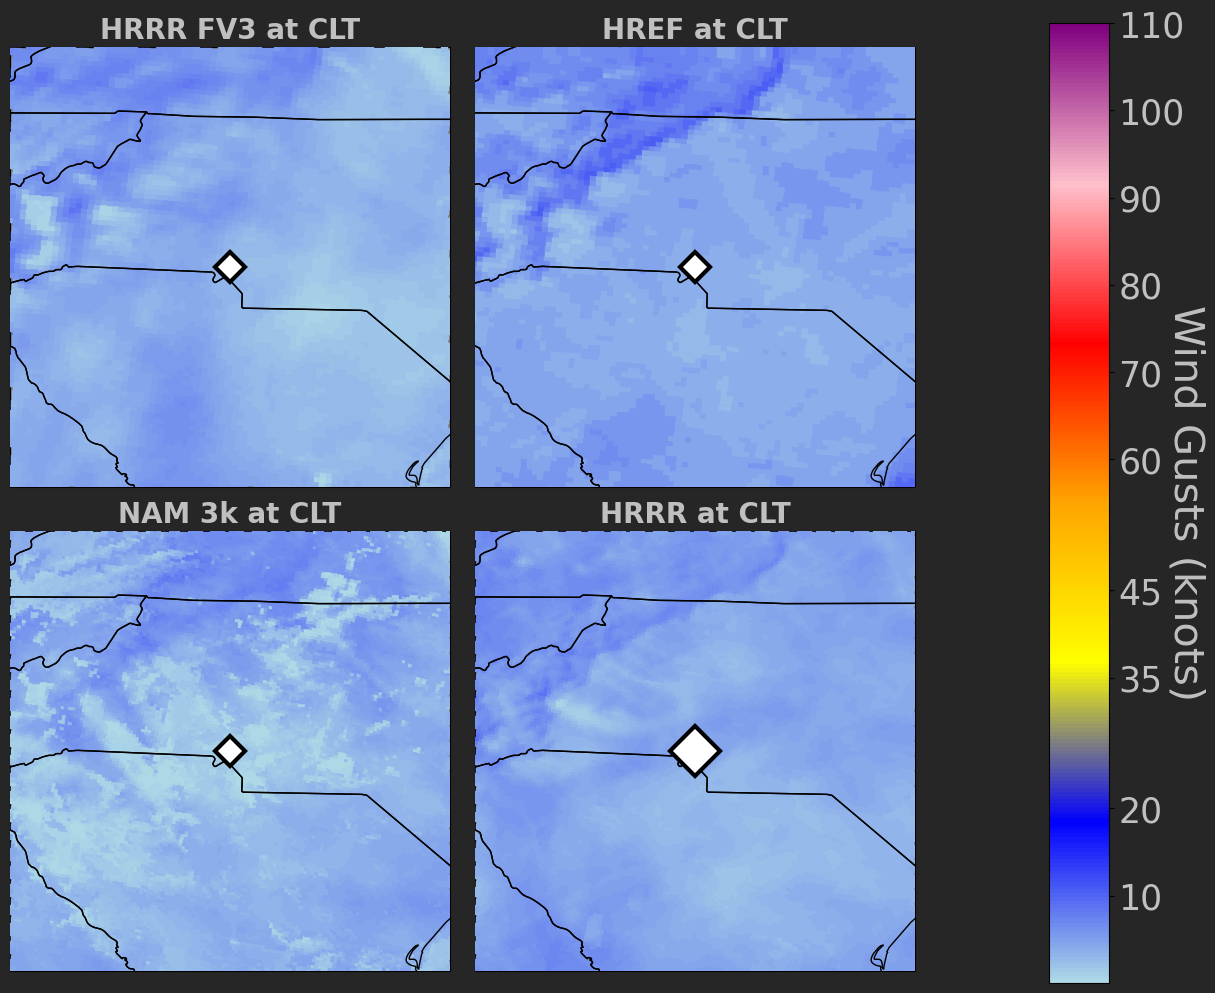 HRRR FV3 at CLT
HREF at CLT
NAM 3k at CLT
HRRR at CLT
110
100
90
80
70
60
45
35
20
10
Wind Gusts (knots)